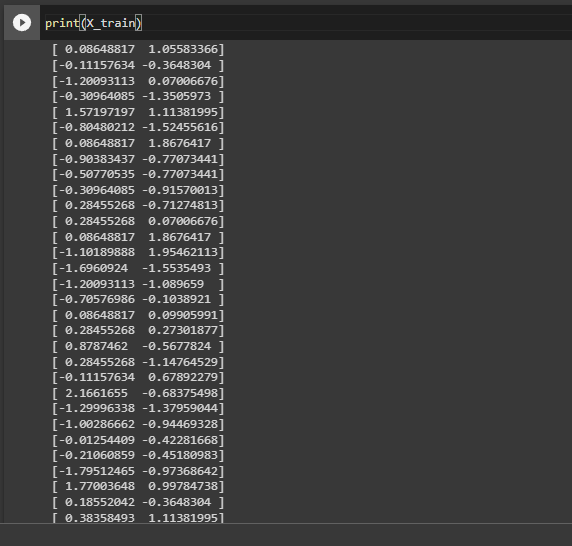 print(X_train)
[ 0.08648817  1.05583366]
[-0.11157634 -0.3648304 ]
[-1.20093113  0.07006676]
[-0.30964085 -1.3505973 ]
[ 1.57197197  1.11381995]
[-0.80480212 -1.52455616]
[ 0.08648817  1.8676417 ]
[-0.90383437 -0.77073441]
[-0.50770535 -0.77073441]
[-0.30964085 -0.91570013]
[ 0.28455268 -0.71274813]
[ 0.28455268  0.07006676]
[ 0.08648817  1.8676417 ]
[-1.10189888  1.95462113]
[-1.6960924  -1.5535493 ]
[-1.20093113 -1.089659  ]
[-0.70576986 -0.1038921 ]
[ 0.08648817  0.09905991]
[ 0.28455268  0.27301877]
[ 0.8787462  -0.5677824 ]
[ 0.28455268 -1.14764529]
[-0.11157634  0.67892279]
[ 2.1661655  -0.68375498]
[-1.29996338 -1.37959044]
[-1.00286662 -0.94469328]
[-0.01254409 -0.42281668]
[-0.21060859 -0.45180983]
[-1.79512465 -0.97368642]
[ 1.77003648  0.99784738]
[ 0.18552042 -0.3648304 ]
[ 0.38358493  1.11381995]